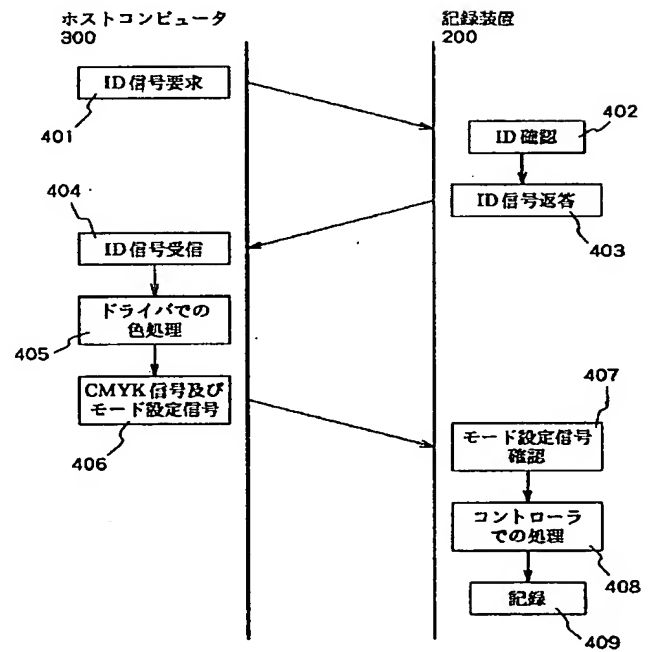 ホストコンピュータ
300
記録装置
200
ID信号要求
401
402
ID確認
404
ID信号返答
403
ID信号受信
ドライバでの
色処理
405
CMYK信号及び
モード設定信号
406
407
モード設定信号
確認
コントローラ
での処理
408
記録
409